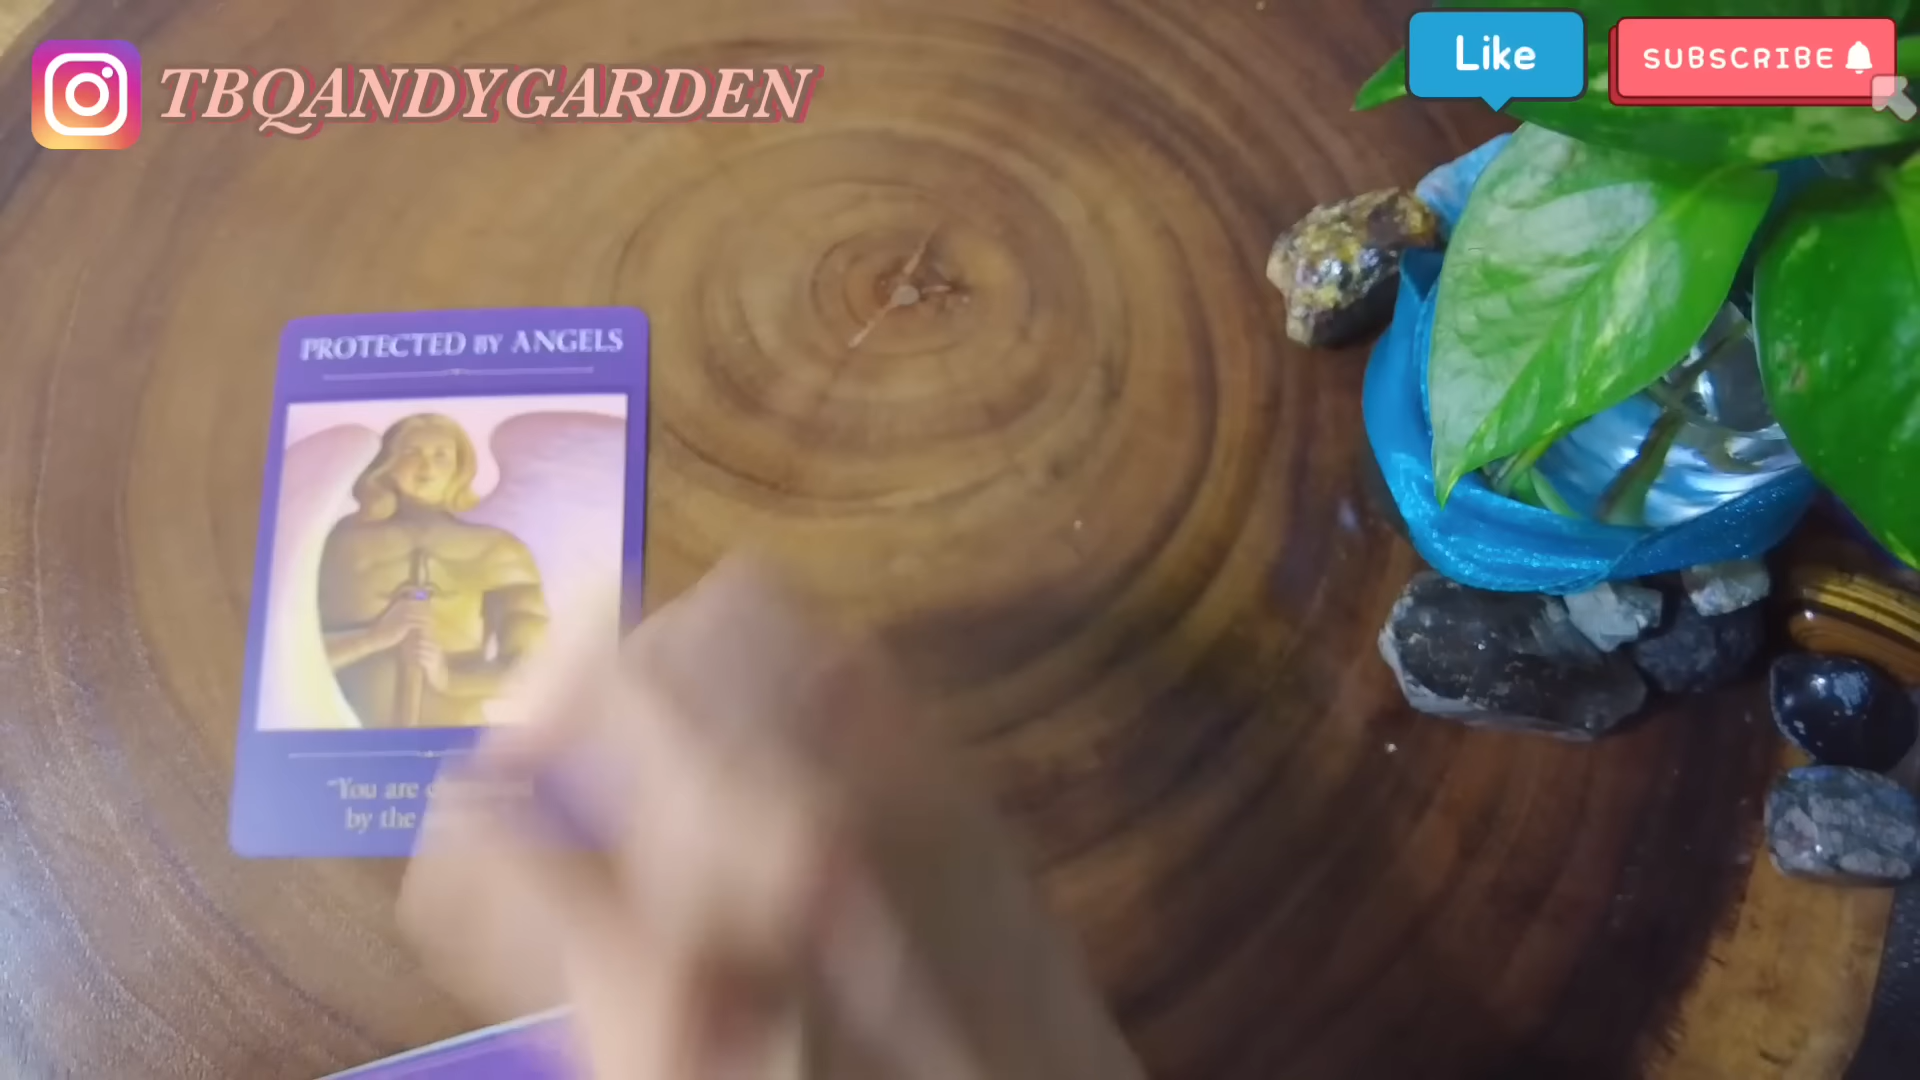 TBQANDYGARDEN
Like
SUBSCRIBE
PROTECTED BY ANGELS
"You are
by the